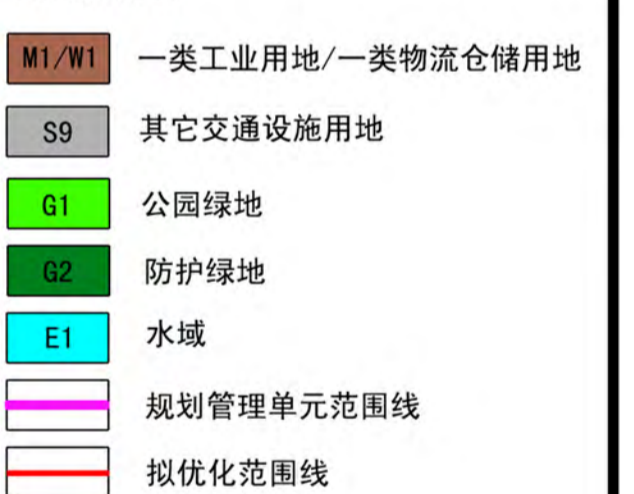 M1/W1 一类工业用地/一类物流仓储用地
S9 其它交通设施用地
G1 公园绿地
G2 防护绿地
E1 水域
规划管理单元范围线
拟优化范围线